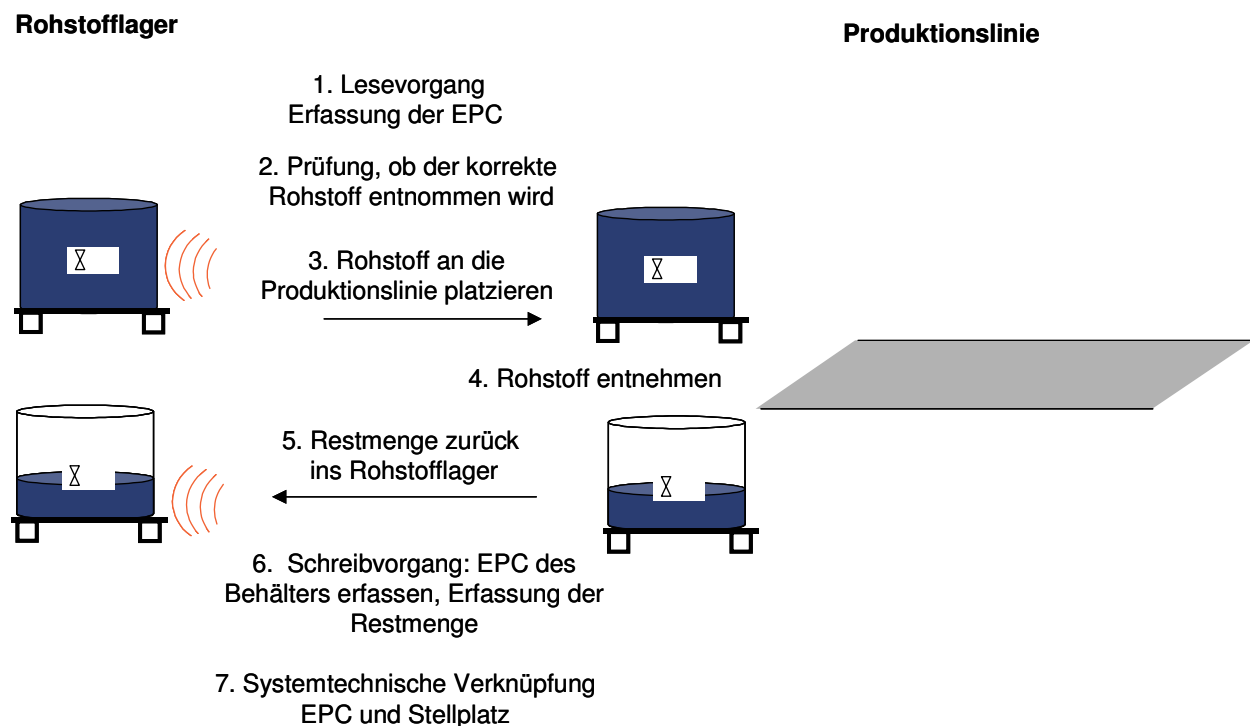 Rohstofflager
Produktionslinie
1. Lesevorgang
Erfassung der EPC
2. Prüfung, ob der korrekte
Rohstoff entnommen wird
3. Rohstoff an die
Produktionslinie platzieren
4. Rohstoff entnehmen
5. Restmenge zurück
ins Rohstofflager
6. Schreibvorgang: EPC des
Behälters erfassen, Erfassung der
Restmenge
7. Systemtechnische Verknüpfung
EPC und Stellplatz